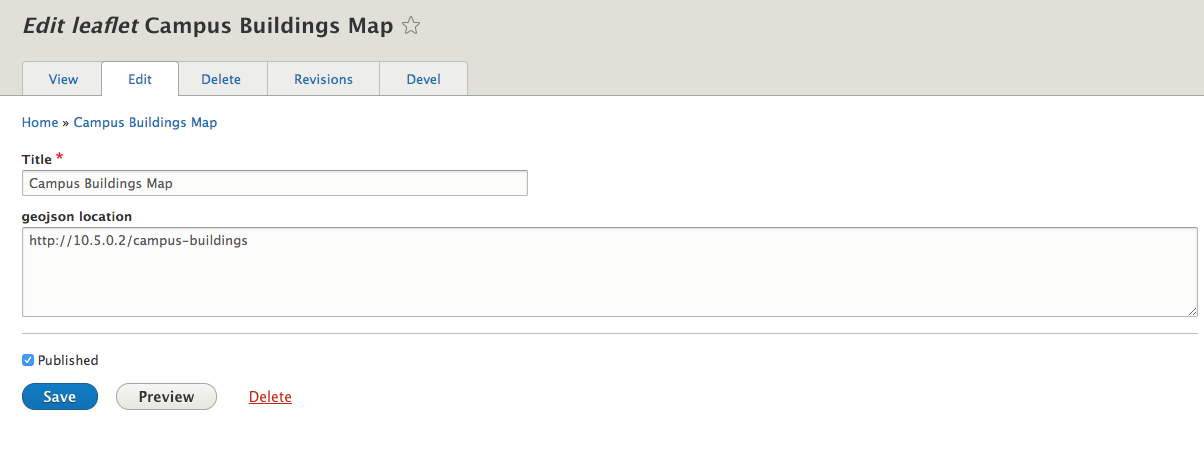 Edit leaflet Campus Buildings Map
View Edit Delete Revisions Devel
Home » Campus Buildings Map
Title *
Campus Buildings Map
geojson location
http://10.5.0.2/campus-buildings
Published
Save Preview Delete